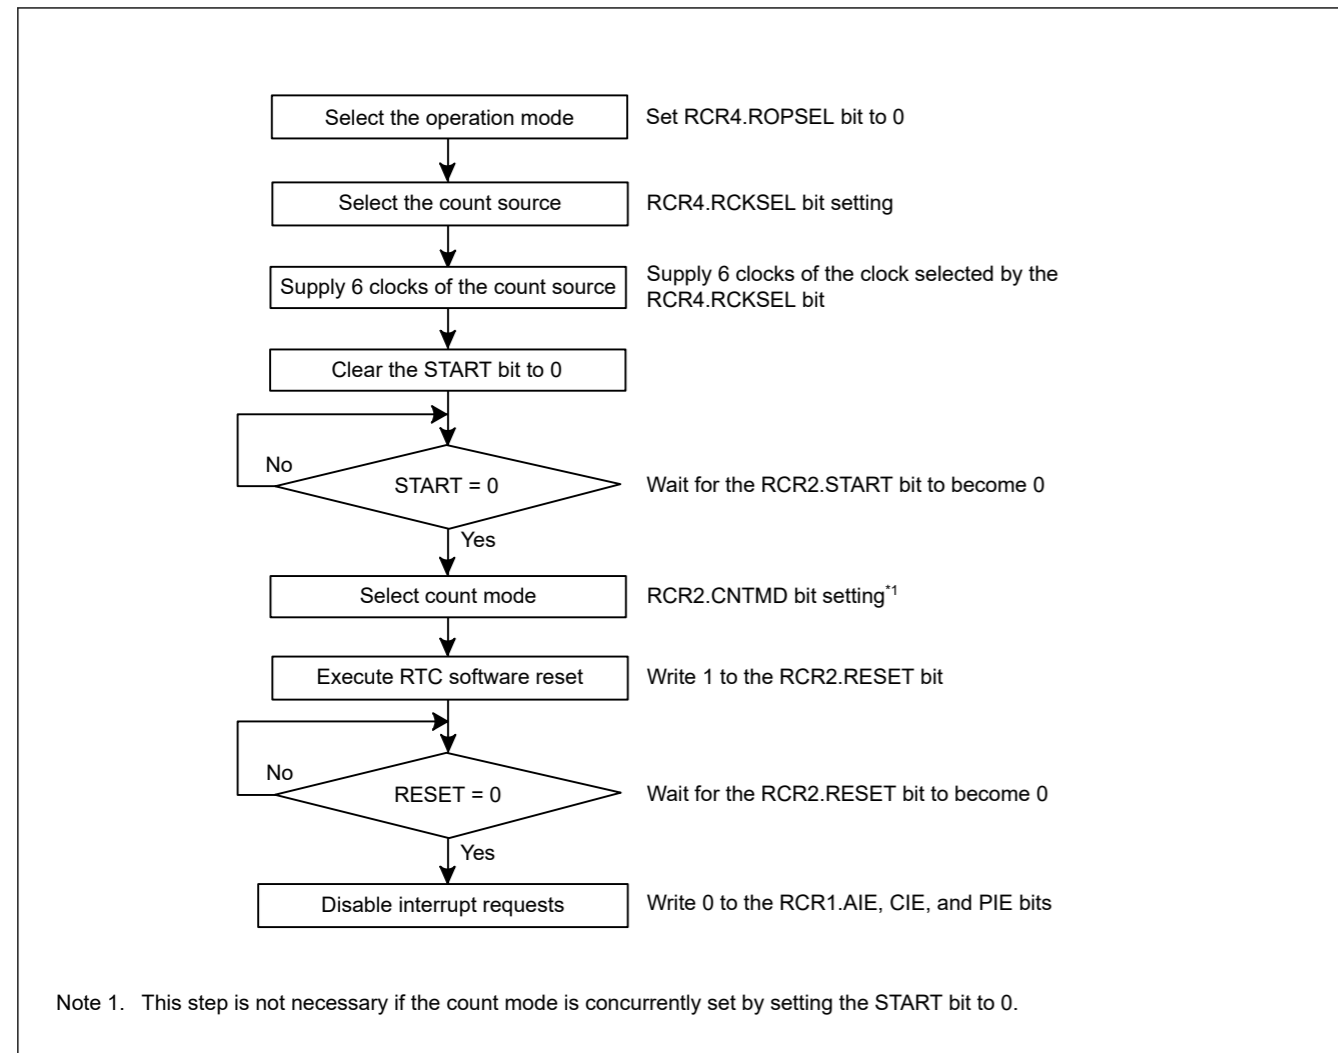 Select the operation mode
Set RCR4.ROPSEL bit to 0
Select the count source
RCR4.RCKSEL bit setting
Supply 6 clocks of the count source
Supply 6 clocks of the clock selected by the
RCR4.RCKSEL bit
Clear the START bit to 0
No
START = 0
Wait for the RCR2.START bit to become 0
Yes
Select count mode
RCR2.CNTMD bit setting*1
Execute RTC software reset
Write 1 to the RCR2.RESET bit
No
RESET = 0
Wait for the RCR2.RESET bit to become 0
Yes
Disable interrupt requests
Write 0 to the RCR1.AIE, CIE, and PIE bits
Note 1. This step is not necessary if the count mode is concurrently set by setting the START bit to 0.